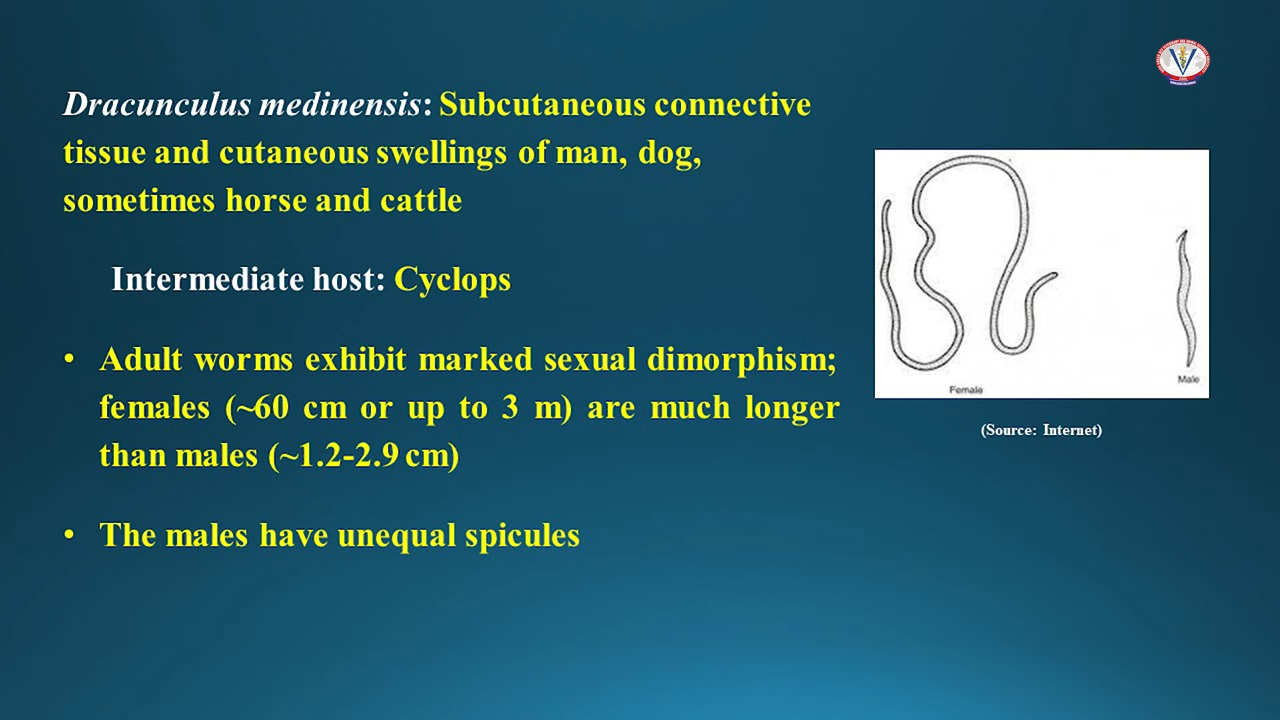 Dracunculus medinensis: Subcutaneous connective
tissue and cutaneous swellings of man, dog,
sometimes horse and cattle
Intermediate host: Cyclops
• Adult worms exhibit marked sexual dimorphism;
females (~60 cm or up to 3 m) are much longer
than males (~1.2-2.9 cm)
• The males have unequal spicules
Female
Male
(Source: Internet)